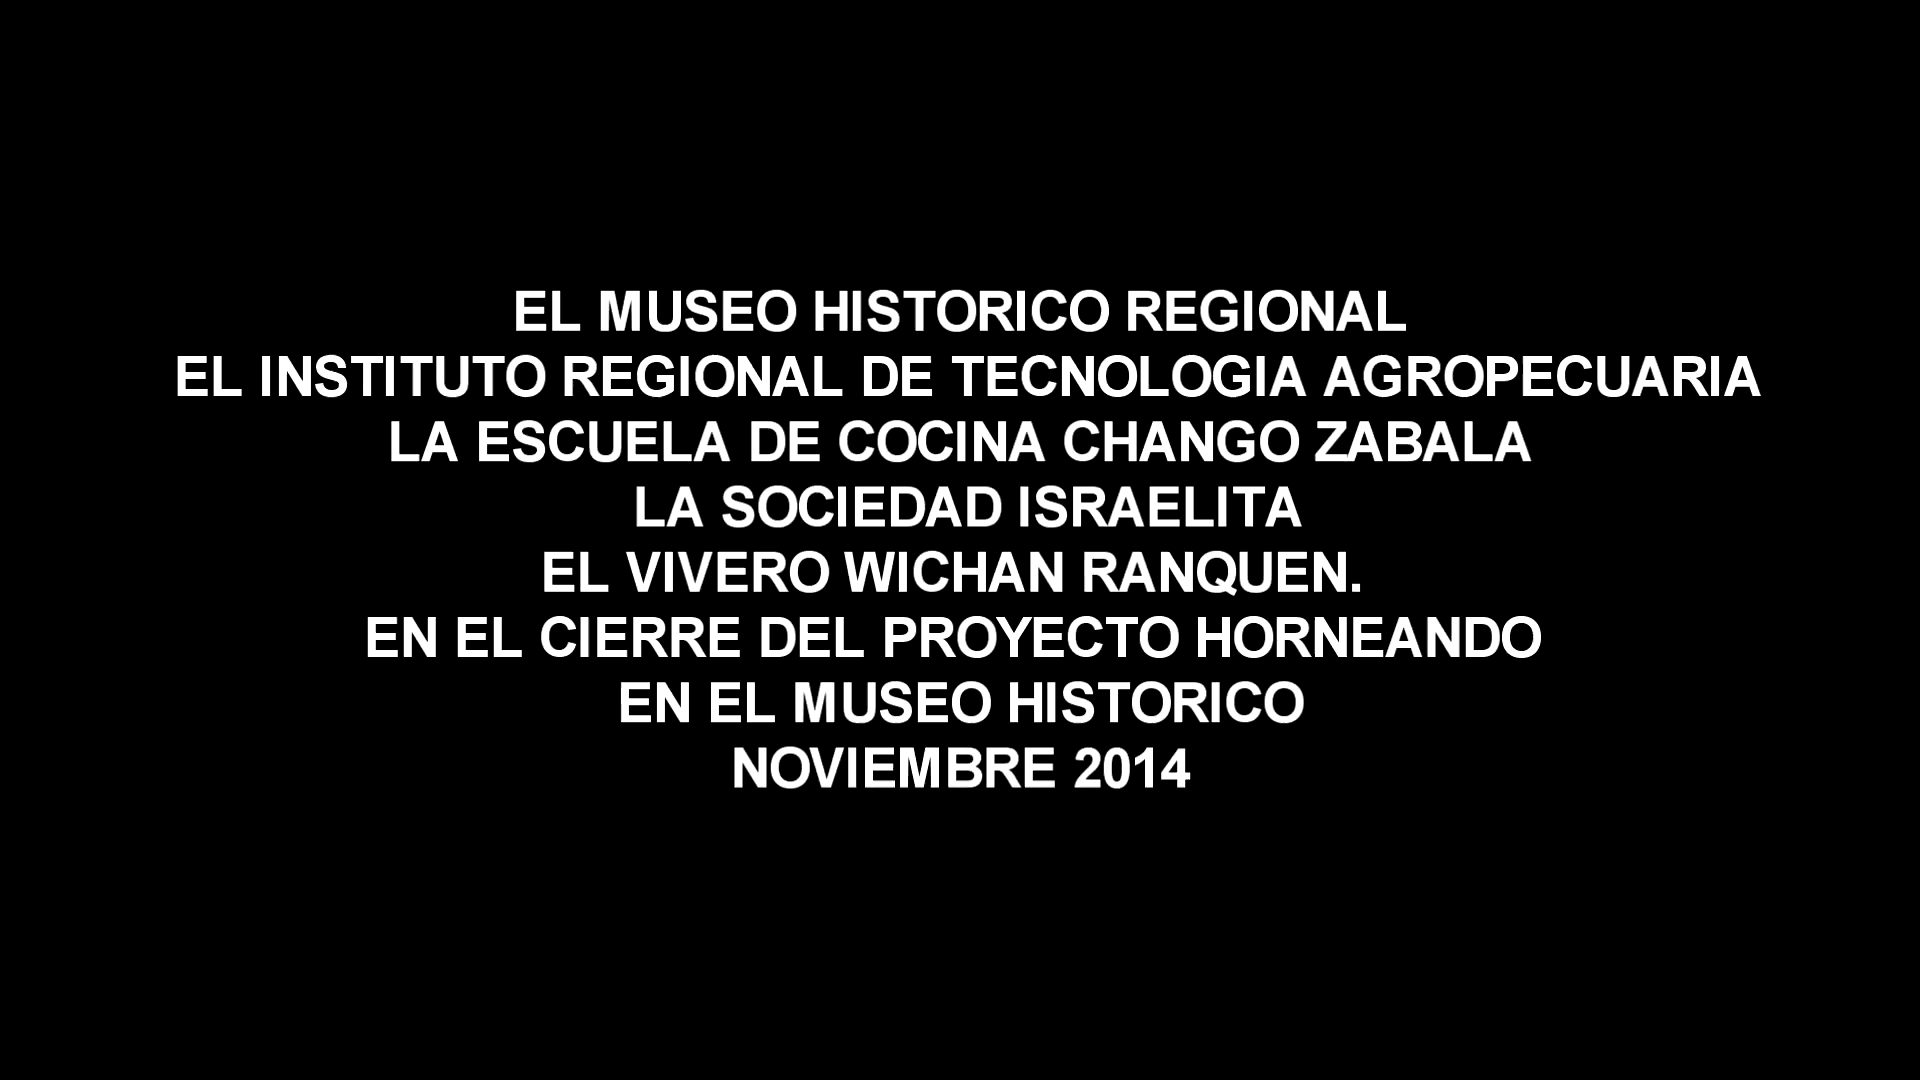 EL MUSEO HISTORICO REGIONAL
EL INSTITUTO REGIONAL DE TECNOLOGIA AGROPECUARIA
LA ESCUELA DE COCINA CHANGO ZABALA
LA SOCIEDAD ISRAELITA
EL VIVERO WICHAN RANQUEN.
EN EL CIERRE DEL PROYECTO HORNEANDO
EN EL MUSEO HISTORICO
NOVIEMBRE 2014